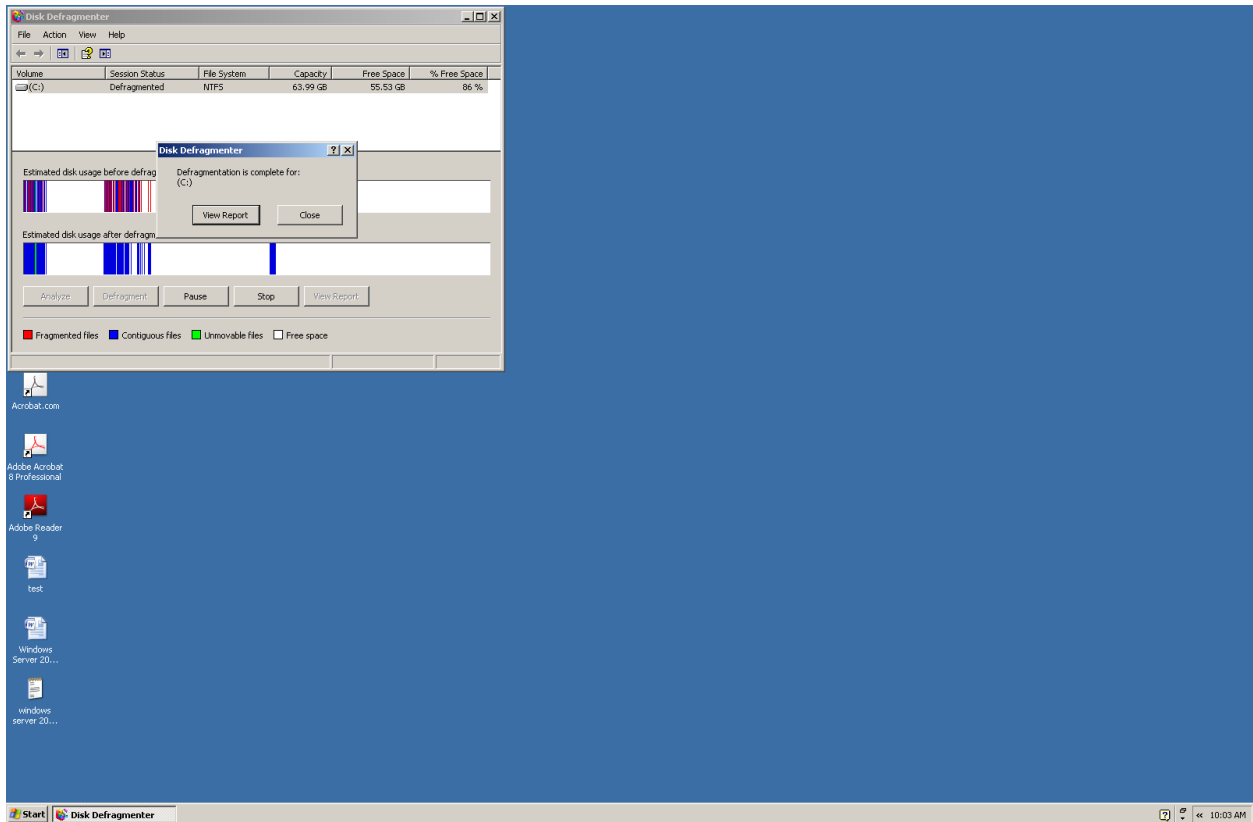 Disk Defragmenter
File Action View Help
Volume Session Status File System Capacity Free Space % Free Space
(C:) Defragmented NTFS 63.99 GB 55.53 GB 86 %
Disk Defragmenter
Estimated disk usage before defrag
Defragmentation is complete for:
(C:)
View Report Close
Estimated disk usage after defragm
Analyze Defragment Pause Stop View Report
Fragmented files Contiguous files Unmovable files Free space
Acrobat.com
Adobe Acrobat
8 Professional
Adobe Reader
9
test
Windows
Server 20...
windows
server 20...
Start Disk Defragmenter « 10:03 AM